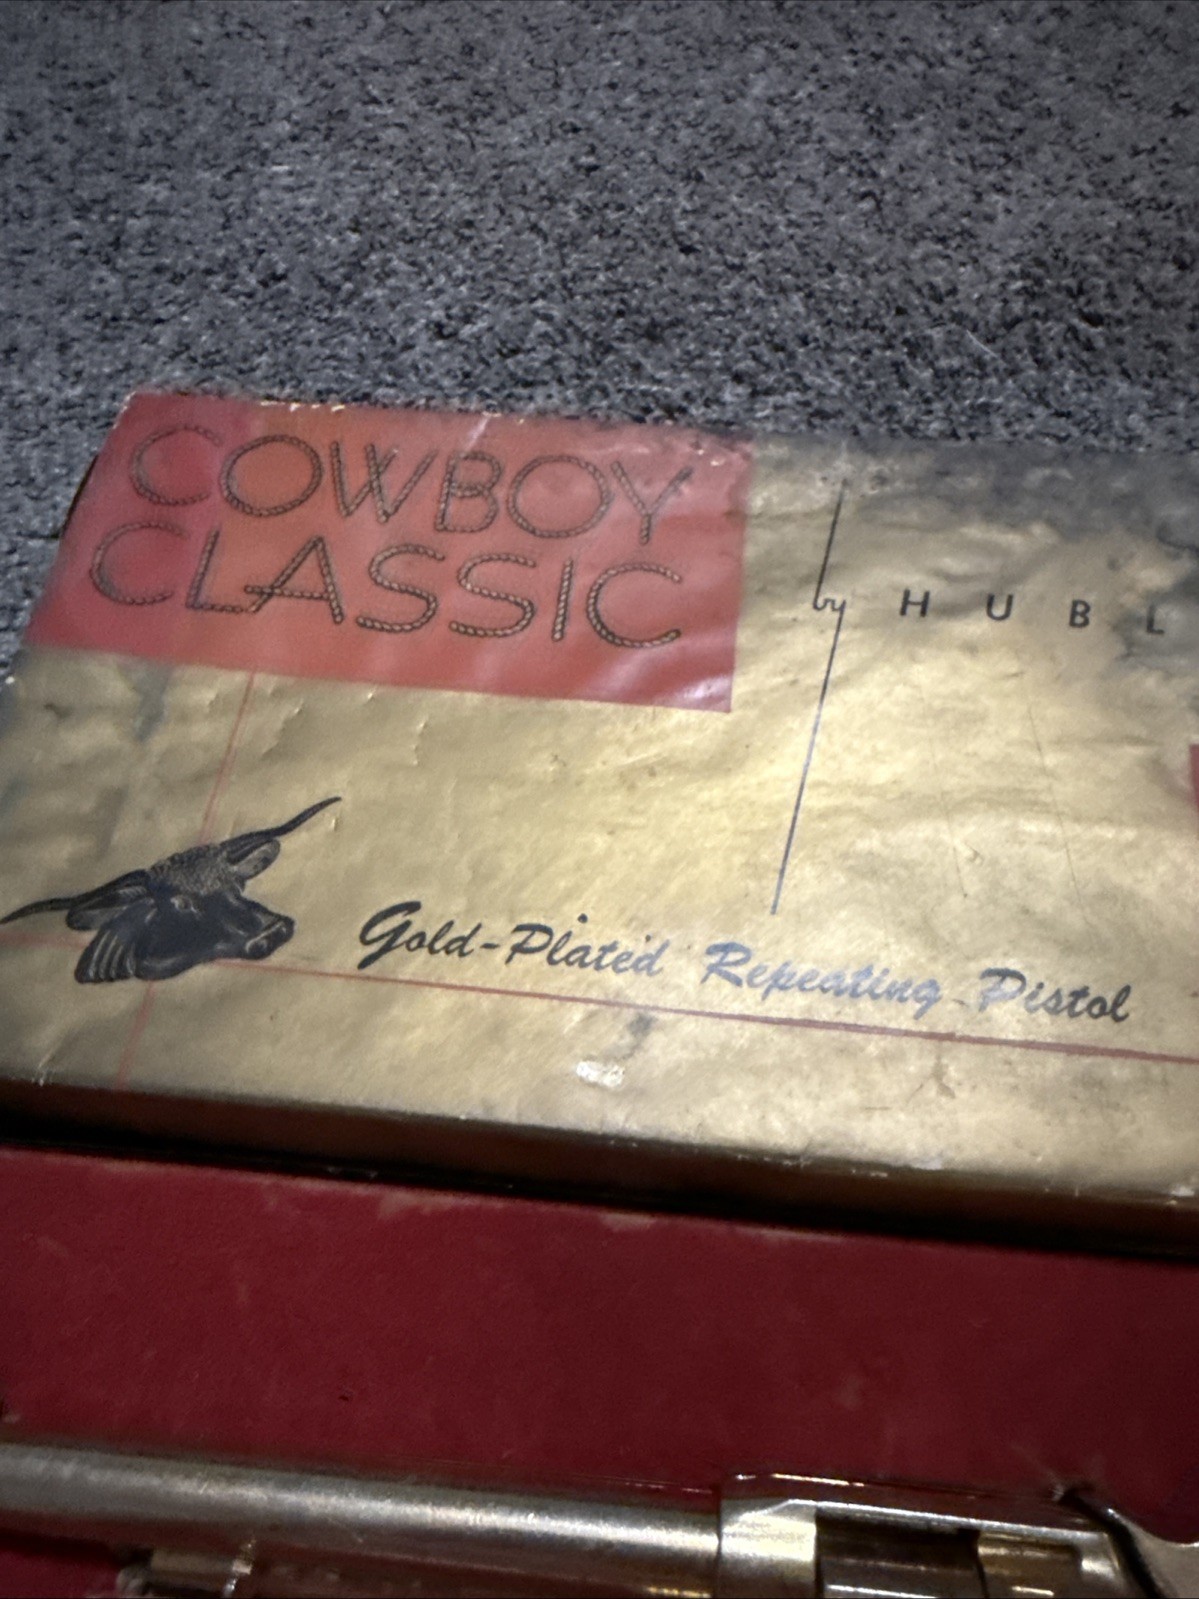 COWBOY
CLASSIC
by HUBL
Gold-Plated Repeating Pistol